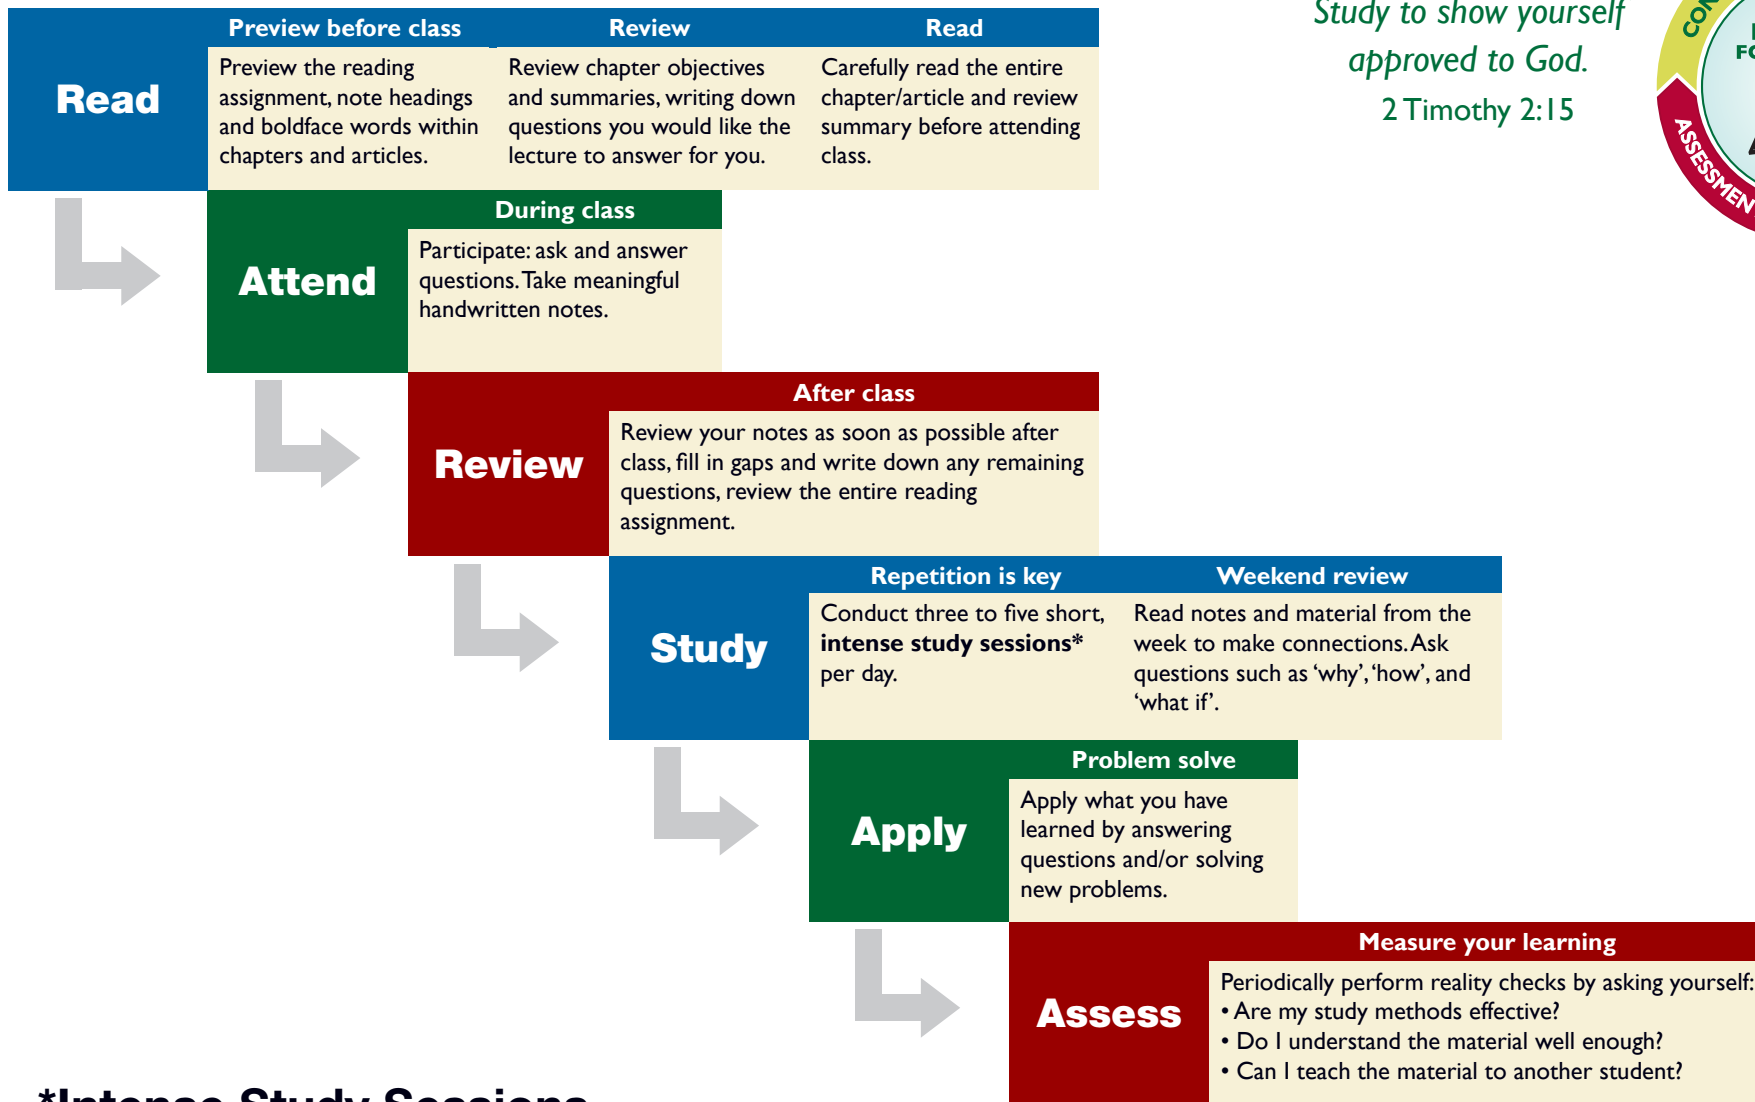 Study to show yourself
approved to God.
2 Timothy 2:15
ASSESSMEN
Read
Preview before class
Preview the reading
assignment, note headings
and boldface words within
chapters and articles.
Review
Review chapter objectives
and summaries, writing down
questions you would like the
lecture to answer for you.
Read
Carefully read the entire
chapter/article and review
summary before attending
class.
Attend
During class
Participate: ask and answer
questions. Take meaningful
handwritten notes.
Review
After class
Review your notes as soon as possible after
class, fill in gaps and write down any remaining
questions, review the entire reading
assignment.
Study
Repetition is key
Conduct three to five short,
intense study sessions*
per day.
Weekend review
Read notes and material from the
week to make connections. Ask
questions such as ‘why’, ‘how’, and
‘what if’.
Apply
Problem solve
Apply what you have
learned by answering
questions and/or solving
new problems.
Assess
Measure your learning
Periodically perform reality checks by asking yourself:
• Are my study methods effective?
• Do I understand the material well enough?
• Can I teach the material to another student?
*Intense Study Sessions